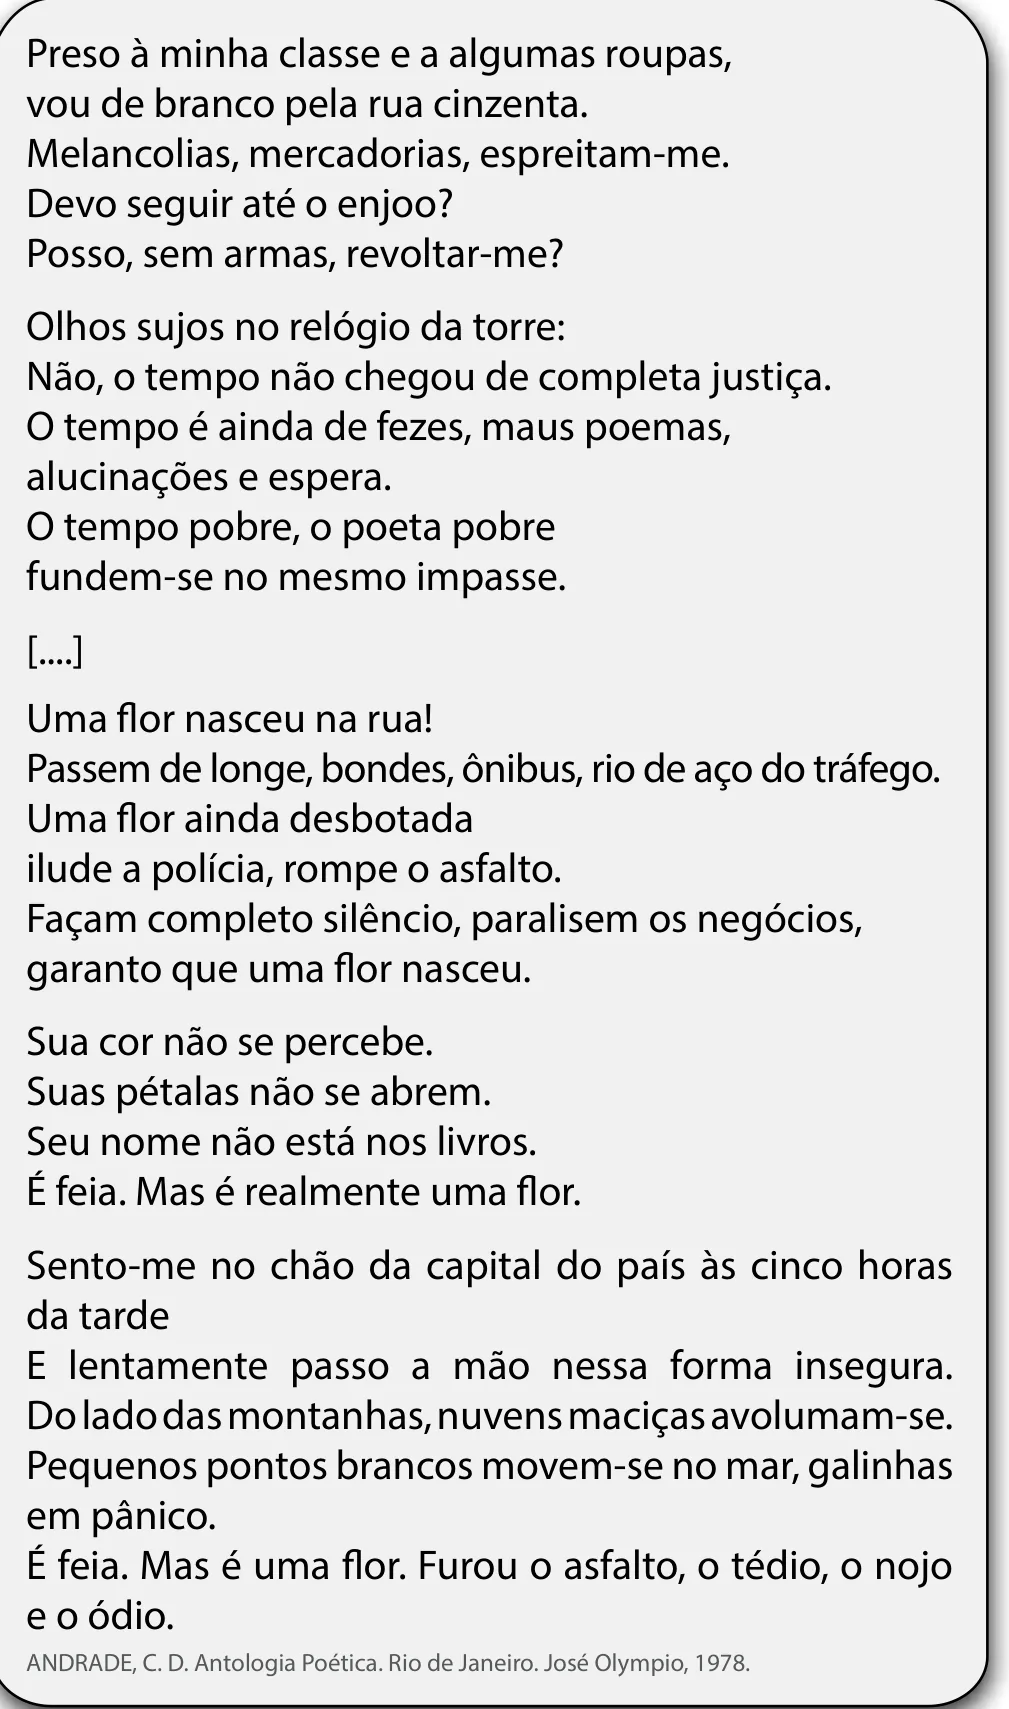 Preso à minha classe e a algumas roupas,
vou de branco pela rua cinzenta.
Melancolias, mercadorias, espreitam-me.
Devo seguir até o enjoo?
Posso, sem armas, revoltar-me?
Olhos sujos no relógio da torre:
Não, o tempo não chegou de completa justiça.
O tempo é ainda de fezes, maus poemas,
alucinações e espera.
O tempo pobre, o poeta pobre
fundem-se no mesmo impasse.
[....]
Uma flor nasceu na rua!
Passem de longe, bondes, ônibus, rio de aço do tráfego.
Uma flor ainda desbotada
ilude a polícia, rompe o asfalto.
Façam completo silêncio, paralisem os negócios,
garanto que uma flor nasceu.
Sua cor não se percebe.
Suas pétalas não se abrem.
Seu nome não está nos livros.
É feia. Mas é realmente uma flor.
Sento-me no chão da capital do país às cinco horas
da tarde
E lentamente passo a mão nessa forma insegura.
Do lado das montanhas, nuvens maciças avolumam-se.
Pequenos pontos brancos movem-se no mar, galinhas
em pânico.
É feia. Mas é uma flor. Furou o asfalto, o tédio, o nojo
e o ódio.
ANDRADE, C. D. Antologia Poética. Rio de Janeiro. José Olympio, 1978.